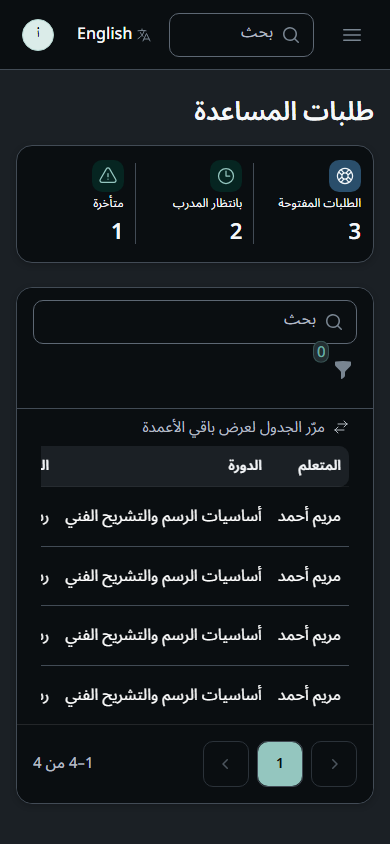 بحث
English
i
طلبات المساعدة
الطلبات المفتوحة
3
بانتظار المدرب
2
متأخرة
1
بحث
0
مرّر الجدول لعرض باقي الأعمدة
المتعلم الدورة
مريم أحمد أساسيات الرسم والتشريح الفني
مريم أحمد أساسيات الرسم والتشريح الفني
مريم أحمد أساسيات الرسم والتشريح الفني
مريم أحمد أساسيات الرسم والتشريح الفني
1
1–4 من 4